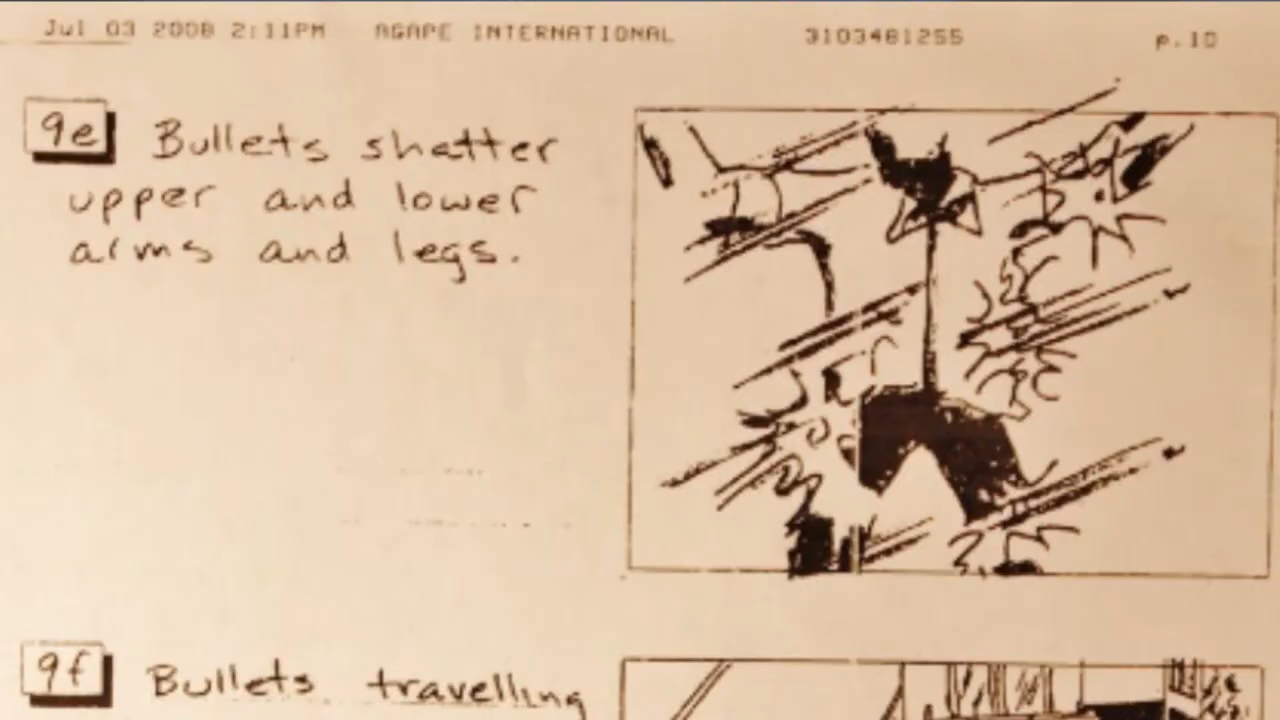 Jul 03 2008 2:11PM AGAPE INTERNATIONAL 3103481255 p.10
9e Bullets shatter
upper and lower
arms and legs.
9f Bullets travelling